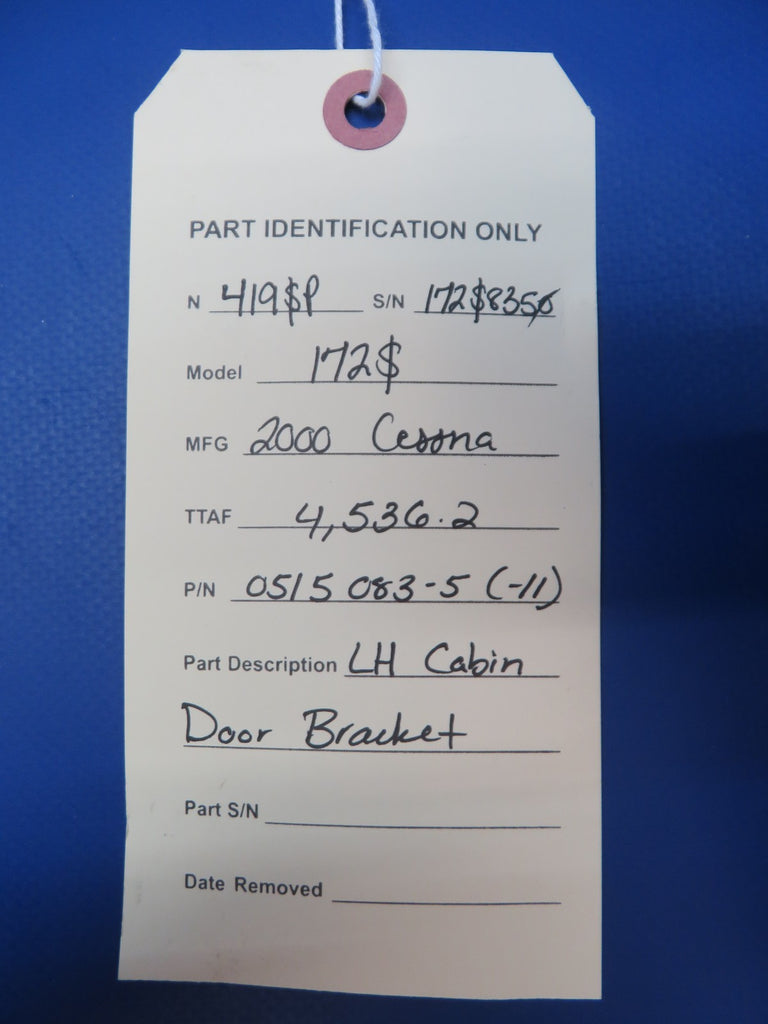 PART IDENTIFICATION ONLY
N 419$P S/N 172$8350
Model 172$
MFG 2000 Cessna
TTAF 4,536.2
P/N 0515083-5 (-11)
Part Description LH Cabin
Door Bracket
Part S/N
Date Removed